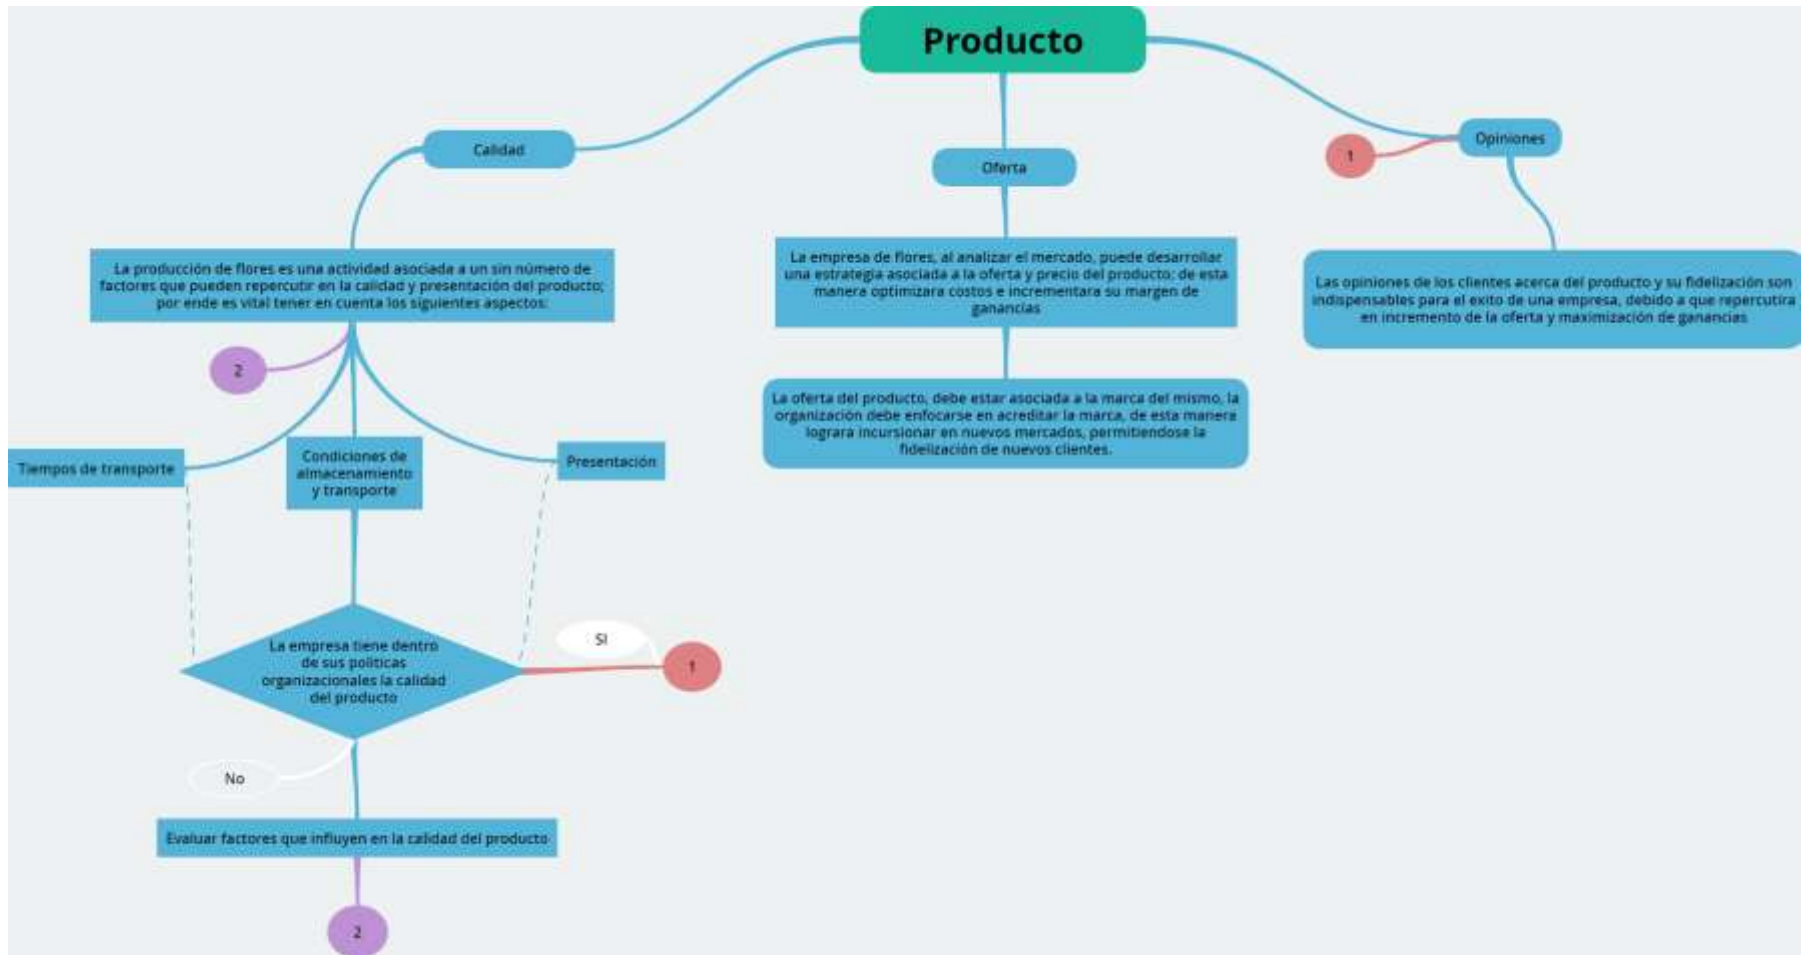 Producto
Calidad
Oferta
Opiniones
1
La producción de flores es una actividad asociada a un sin número de
factores que pueden repercutir en la calidad y presentación del producto;
por ende es vital tener en cuenta los siguientes aspectos:
La empresa de flores, al analizar el mercado, puede desarrollar
una estrategia asociada a la oferta y precio del producto; de esta
manera optimizara costos e incrementara su margen de
ganancias
Las opiniones de los clientes acerca del producto y su fidelización son
indispensables para el exito de una empresa, debido a que repercutira
en incremento de la oferta y maximización de ganancias
2
La oferta del producto, debe estar asociada a la marca del mismo, la
organización debe enfocarse en acreditar la marca, de esta manera
lograra incursionar en nuevos mercados, permitiendose la
fidelización de nuevos clientes.
Tiempos de transporte
Condiciones de
almacenamiento
y transporte
Presentación
La empresa tiene dentro
de sus politicas
organizacionales la calidad
del producto
SI
1
No
Evaluar factores que influyen en la calidad del producto
2